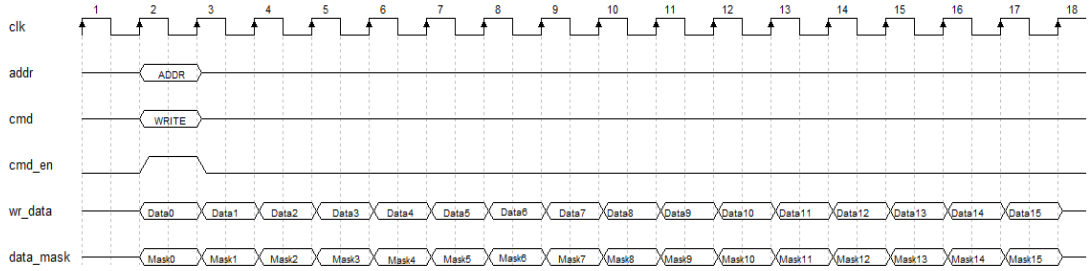 1 2 3 4 5 6 7 8 9 10 11 12 13 14 15 16 17 18
clk
addr ADDR
cmd WRITE
cmd_en
wr_data Data0 Data1 Data2 Data3 Data4 Data5 Data6 Data7 Data8 Data9 Data10 Data11 Data12 Data13 Data14 Data15
data_mask Mask0 Mask1 Mask2 Mask3 Mask4 Mask5 Mask6 Mask7 Mask8 Mask9 Mask10 Mask11 Mask12 Mask13 Mask14 Mask15